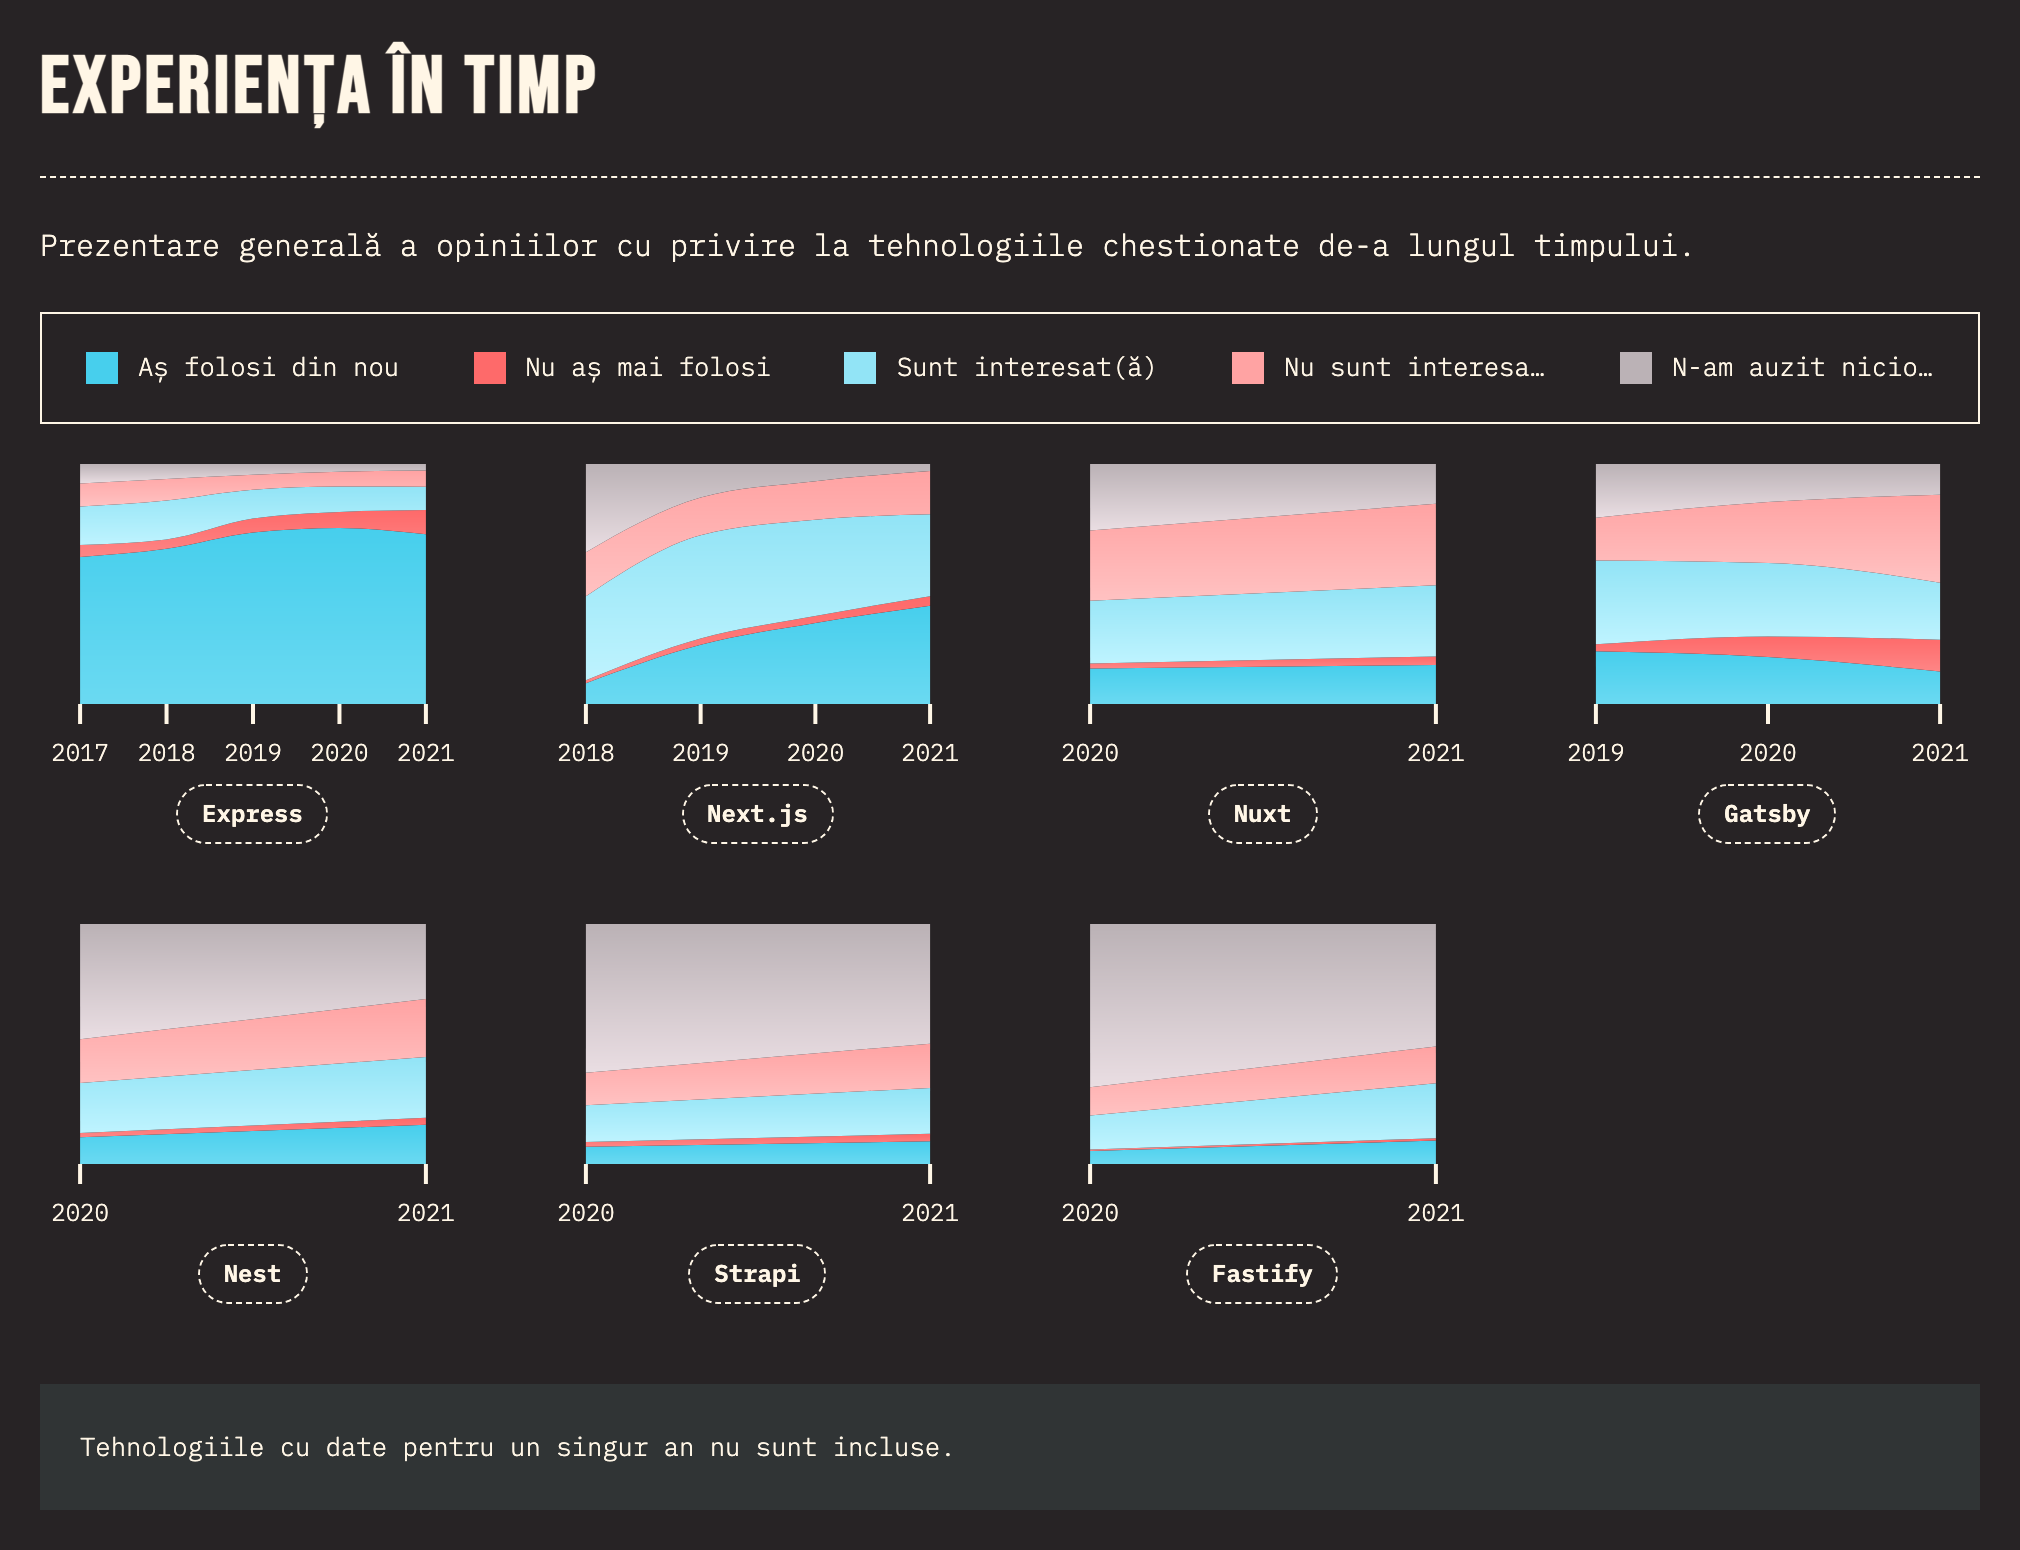 EXPERIENȚA ÎN TIMP
Prezentare generală a opiniilor cu privire la tehnologiile chestionate de-a lungul timpului.
Aș folosi din nou Nu aș mai folosi Sunt interesat(ă) Nu sunt interesa… N-am auzit nicio…
2017 2018 2019 2020 2021 2018 2019 2020 2021 2020 2021 2019 2020 2021
Express Next.js Nuxt Gatsby
2020 2021 2020 2021 2020 2021
Nest Strapi Fastify
Tehnologiile cu date pentru un singur an nu sunt incluse.